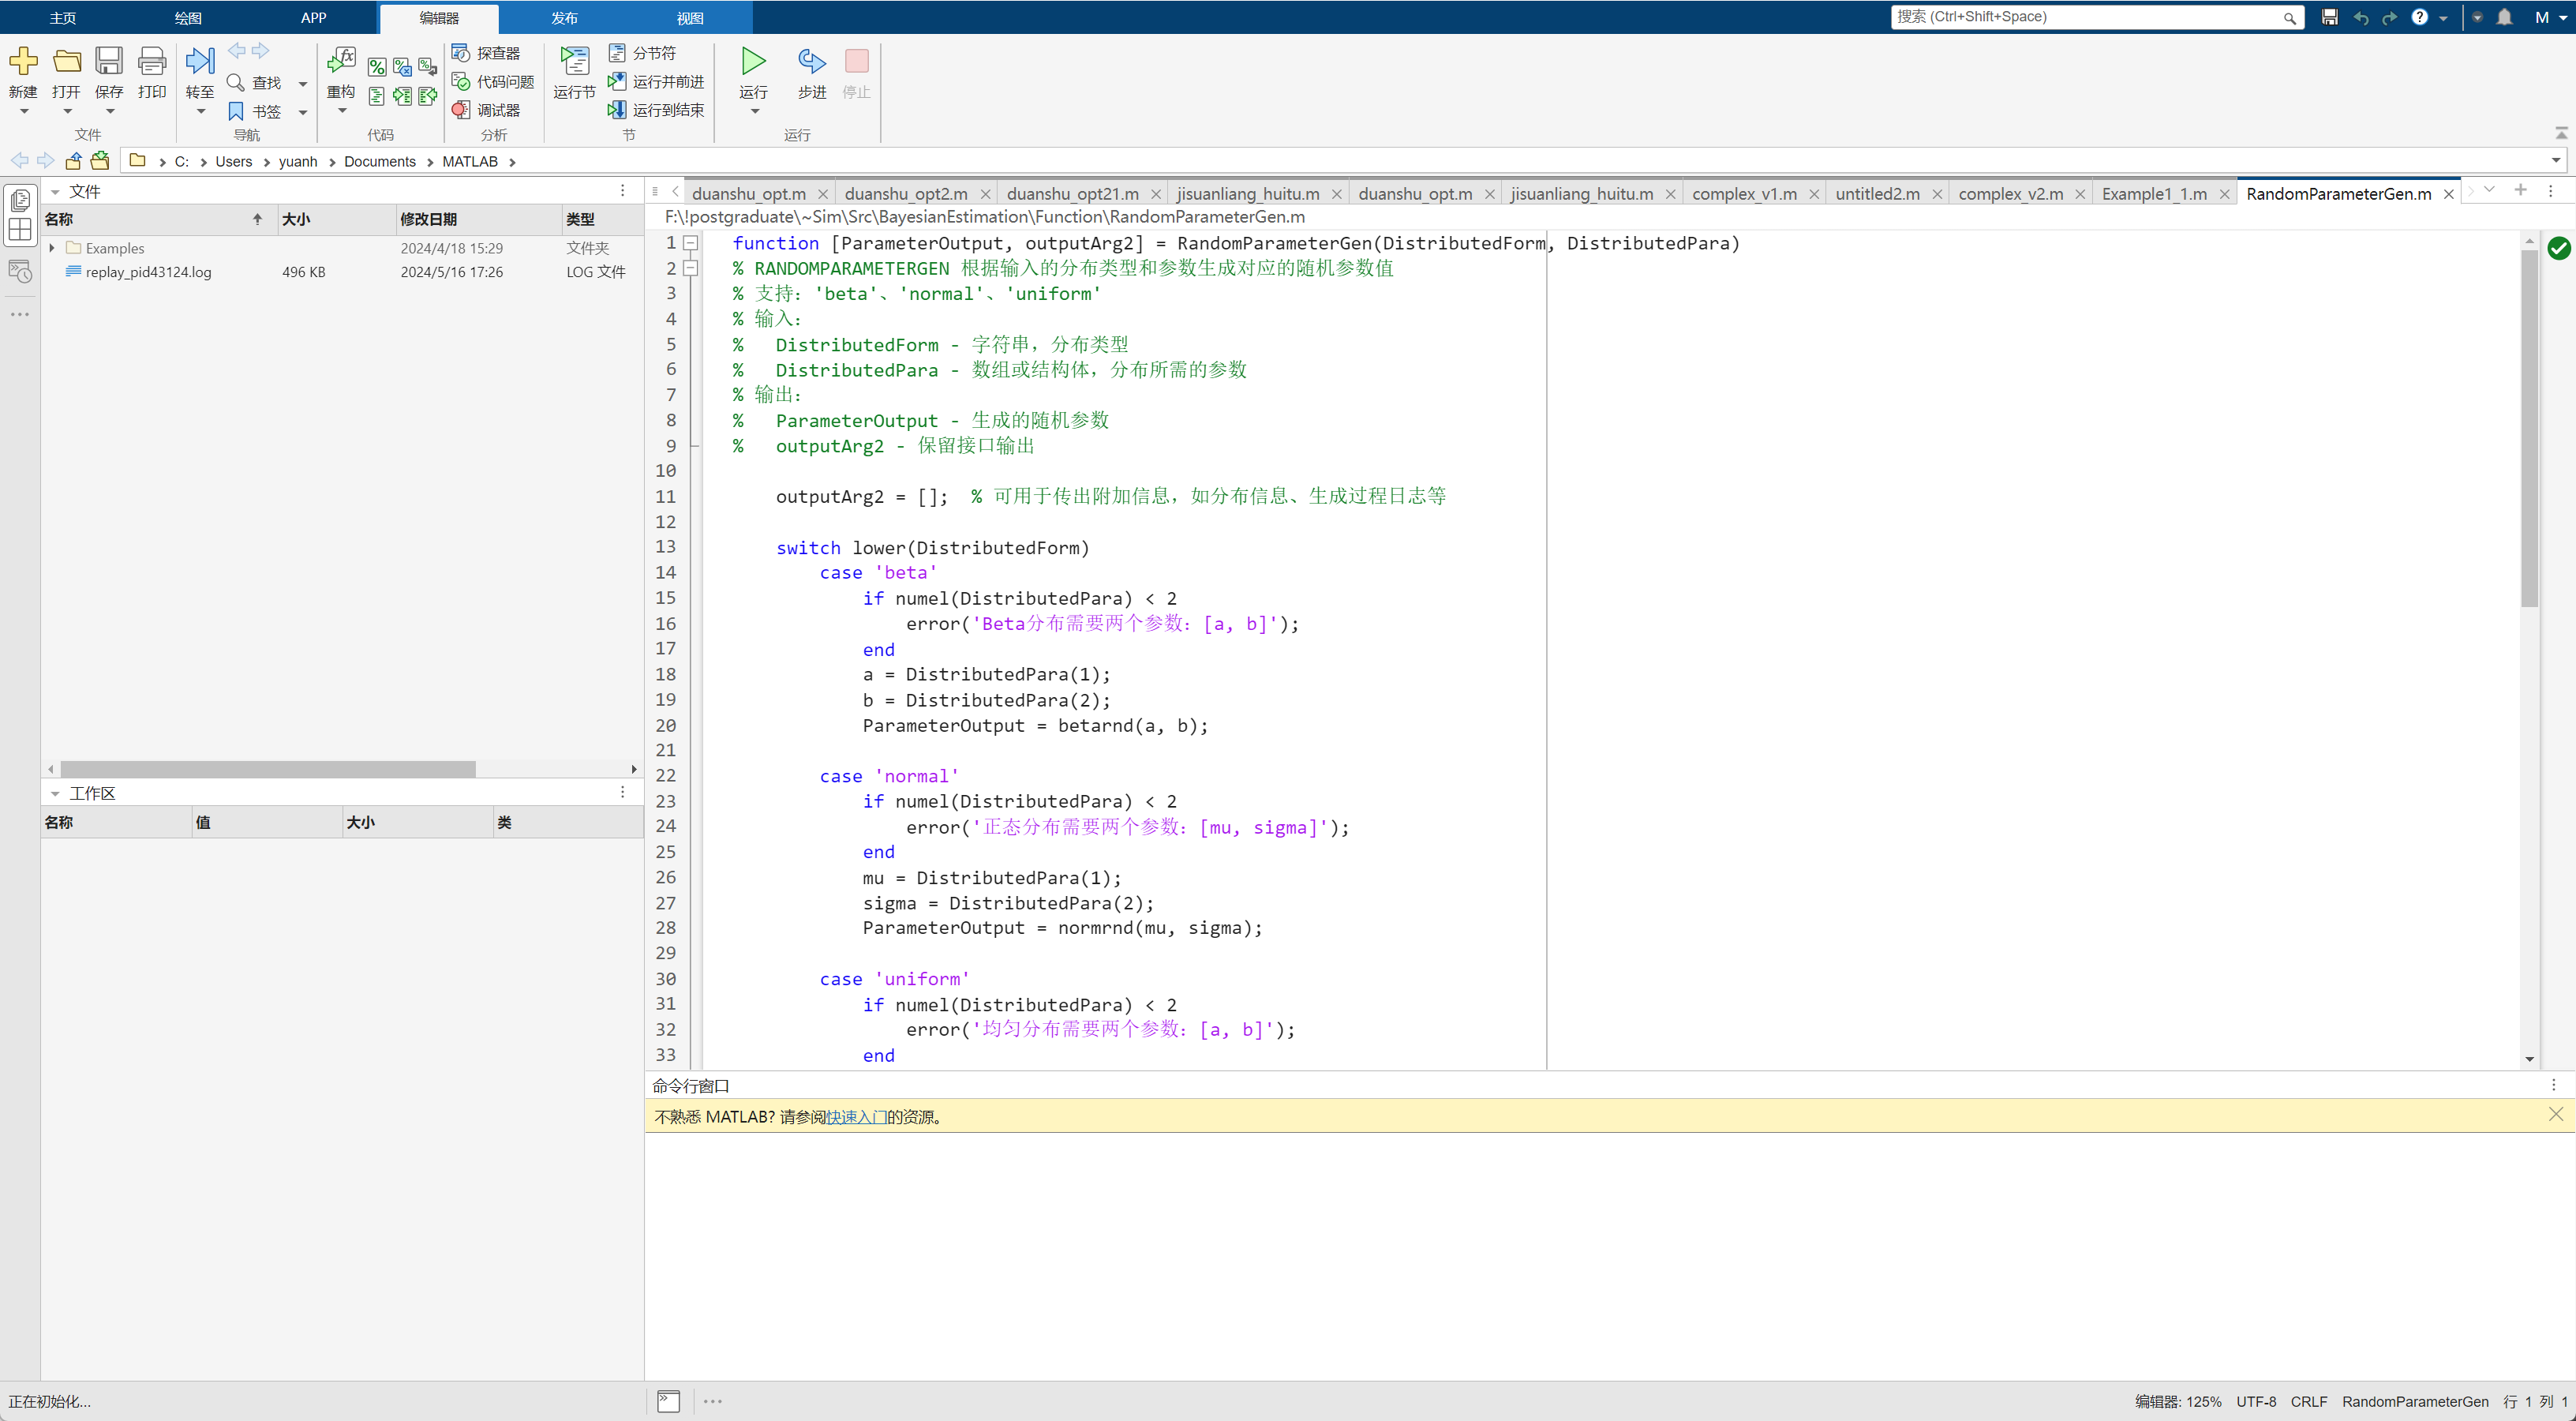 主页 绘图 APP 编辑器 发布 视图 搜索 (Ctrl+Shift+Space) M
新建 打开 保存 打印 转至 查找 书签 重构 探查器 代码问题 调试器 运行节 分节符 运行并前进 运行到结束 运行 步进 停止
文件 导航 代码 分析 节 运行
C: Users yuanh Documents MATLAB
文件
名称 大小 修改日期 类型
Examples 2024/4/18 15:29 文件夹
replay_pid43124.log 496 KB 2024/5/16 17:26 LOG 文件
工作区
名称 值 大小 类
duanshu_opt.m duanshu_opt2.m duanshu_opt21.m jisuanliang_huitu.m duanshu_opt.m jisuanliang_huitu.m complex_v1.m untitled2.m complex_v2.m Example1_1.m RandomParameterGen.m
F:\!postgraduate\~Sim\Src\BayesianEstimation\Function\RandomParameterGen.m
1 function [ParameterOutput, outputArg2] = RandomParameterGen(DistributedForm, DistributedPara)
2 % RANDOMPARAMETERGEN 根据输入的分布类型和参数生成对应的随机参数值
3 % 支持：'beta'、'normal'、'uniform'
4 % 输入：
5 %   DistributedForm - 字符串，分布类型
6 %   DistributedPara - 数组或结构体，分布所需的参数
7 % 输出：
8 %   ParameterOutput - 生成的随机参数
9 %   outputArg2 - 保留接口输出
10
11     outputArg2 = [];  % 可用于传出附加信息，如分布信息、生成过程日志等
12
13     switch lower(DistributedForm)
14         case 'beta'
15             if numel(DistributedPara) < 2
16                 error('Beta分布需要两个参数：[a, b]');
17             end
18             a = DistributedPara(1);
19             b = DistributedPara(2);
20             ParameterOutput = betarnd(a, b);
21
22         case 'normal'
23             if numel(DistributedPara) < 2
24                 error('正态分布需要两个参数：[mu, sigma]');
25             end
26             mu = DistributedPara(1);
27             sigma = DistributedPara(2);
28             ParameterOutput = normrnd(mu, sigma);
29
30         case 'uniform'
31             if numel(DistributedPara) < 2
32                 error('均匀分布需要两个参数：[a, b]');
33             end
命令行窗口
不熟悉 MATLAB? 请参阅快速入门的资源。
正在初始化... 编辑器: 125% UTF-8 CRLF RandomParameterGen 行 1 列 1